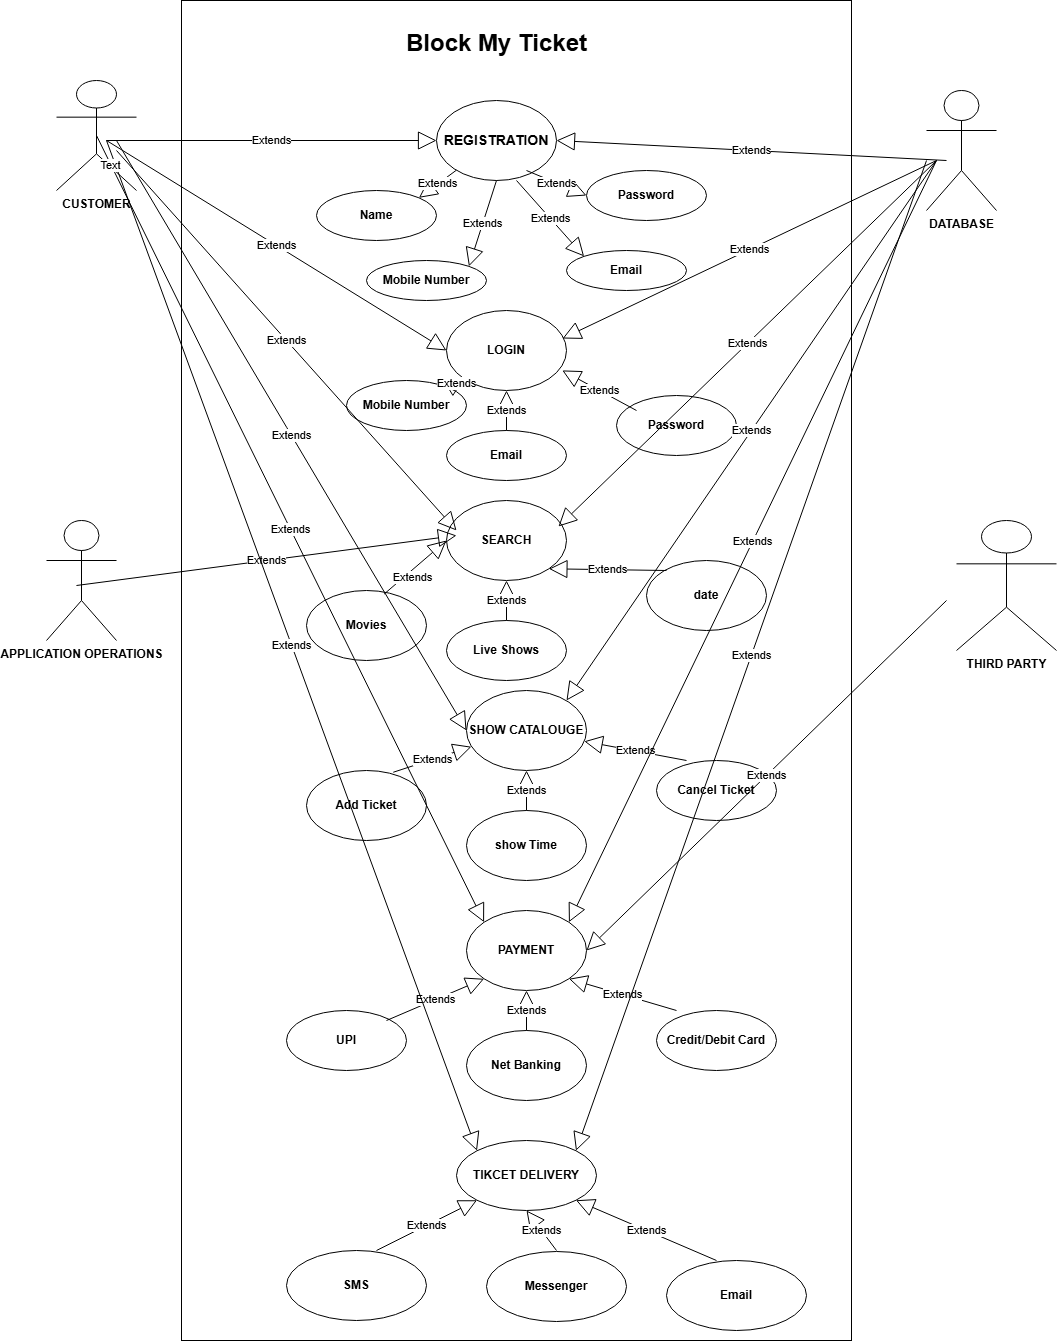 Block My Ticket
REGISTRATION
Extends
Extends
Text
CUSTOMER
Extends
Extends
Name
Password
DATABASE
Extends
Extends
Extends
Extends
Mobile Number
Email
Extends
Extends
LOGIN
Extends
Extends
Mobile Number
Extends
Password
Extends
Extends
Email
Extends
SEARCH
Extends
Extends
Extends
Extends
Extends
date
Movies
Live Shows
APPLICATION OPERATIONS
THIRD PARTY
Extends
Extends
SHOW CATALOUGE
Extends
Extends
Extends
Extends
Add Ticket
Cancel Ticket
show Time
PAYMENT
Extends
Extends
Extends
UPI
Net Banking
Credit/Debit Card
TIKCET DELIVERY
Extends
Extends
Extends
SMS
Messenger
Email